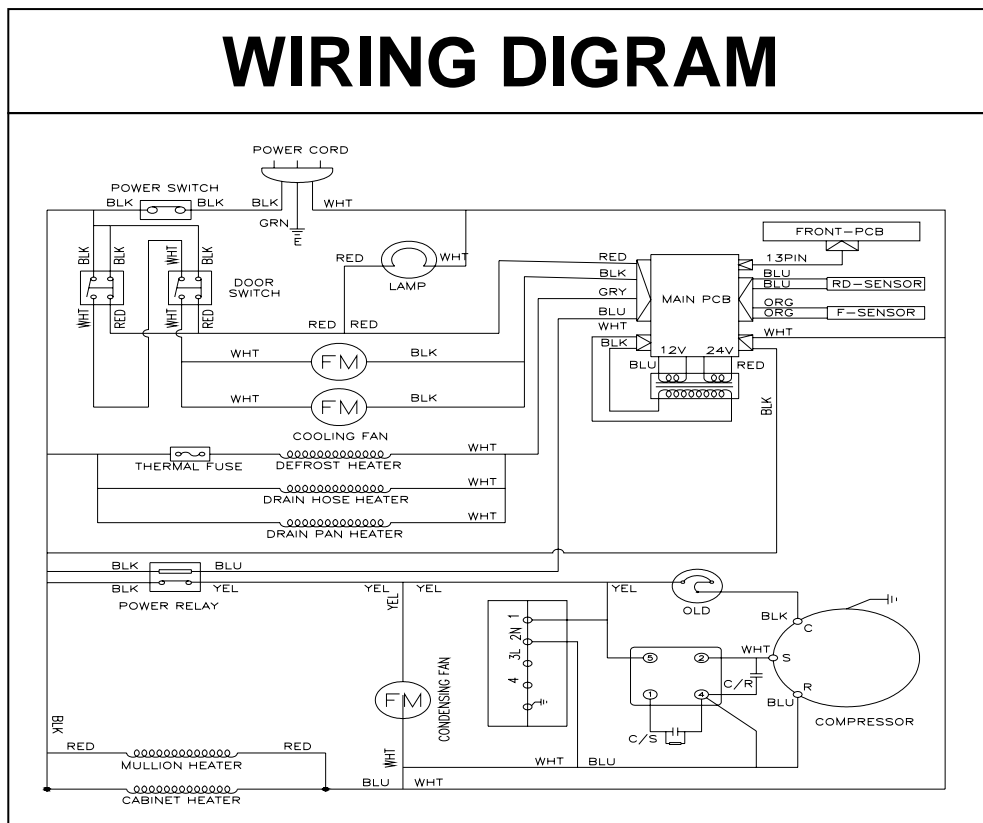 WIRING DIGRAM
POWER CORD
POWER SWITCH
BLK BLK BLK WHT
GRN
E
BLK BLK WHT BLK
DOOR
SWITCH
WHT RED WHT RED
RED WHT
LAMP
RED RED
RED
BLK
GRY
BLU
WHT
BLK
MAIN PCB
12V 24V
BLU RED
FRONT-PCB
13PIN
BLU
BLU
RD-SENSOR
ORG
ORG
F-SENSOR
WHT
BLK
WHT FM BLK
WHT FM BLK
COOLING FAN
THERMAL FUSE
DEFROST HEATER
WHT
DRAIN HOSE HEATER
WHT
DRAIN PAN HEATER
WHT
BLK BLU
BLK YEL
POWER RELAY
YEL YEL YEL
YEL
OLD
FM
CONDENSING FAN
WHT
1
2N
3L
4
5 2
1 4
C/R
C/S
BLK
C
WHT
S
R
BLU
COMPRESSOR
WHT BLU
BLK
RED RED
MULLION HEATER
CABINET HEATER
BLU WHT